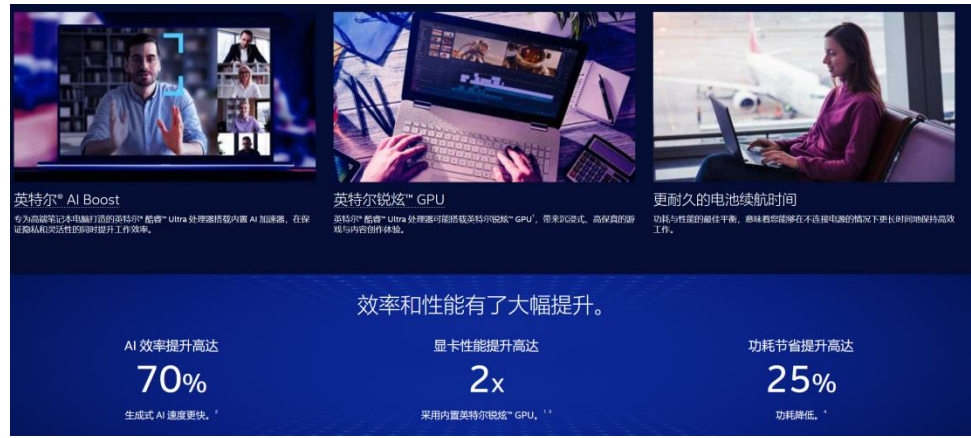 英特尔® AI Boost
专为高端笔记本电脑打造的英特尔® 酷睿™ Ultra 处理器搭载内置 AI 加速器，在保
证隐私和灵活性的同时提升工作效率。
英特尔锐炫™ GPU
英特尔® 酷睿™ Ultra 处理器可能搭载英特尔锐炫™ GPU¹，带来沉浸式、高保真的游
戏与内容创作体验。
更耐久的电池续航时间
功耗与性能的最佳平衡，意味着您能够在不连接电源的情况下更长时间地保持高效
工作。
效率和性能有了大幅提升。
AI 效率提升高达
70%
生成式 AI 速度更快。²
显卡性能提升高达
2x
采用内置英特尔锐炫™ GPU。¹ ³
功耗节省提升高达
25%
功耗降低。⁴